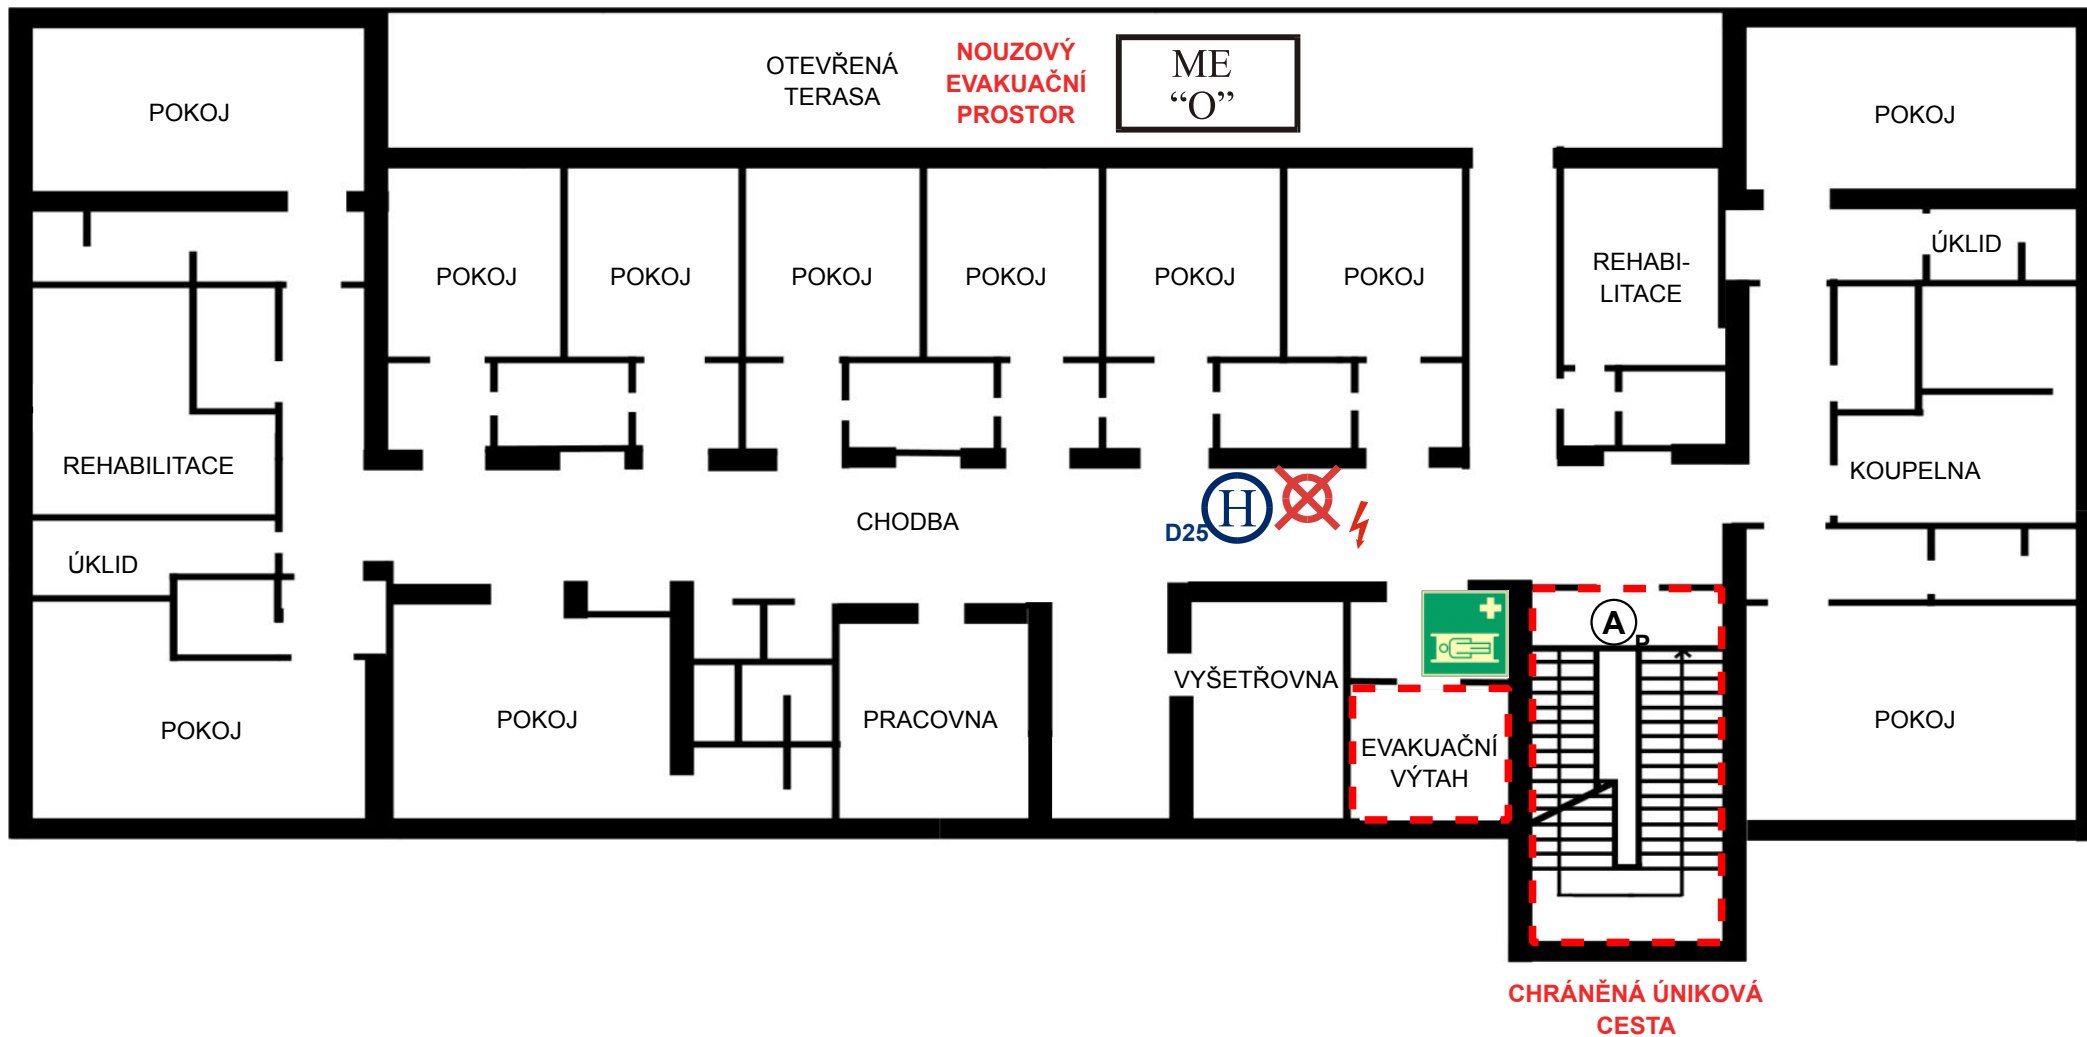 OTEVŘENÁ
TERASA
NOUZOVÝ
EVAKUAČNÍ
PROSTOR
ME
“O”
POKOJ
POKOJ
POKOJ
POKOJ
POKOJ
POKOJ
POKOJ
POKOJ
REHABI-
LITACE
ÚKLID
REHABILITACE
KOUPELNA
CHODBA
D25
H
ÚKLID
A
P
VYŠETŘOVNA
POKOJ
POKOJ
PRACOVNA
EVAKUAČNÍ
VÝTAH
POKOJ
CHRÁNĚNÁ ÚNIKOVÁ
CESTA